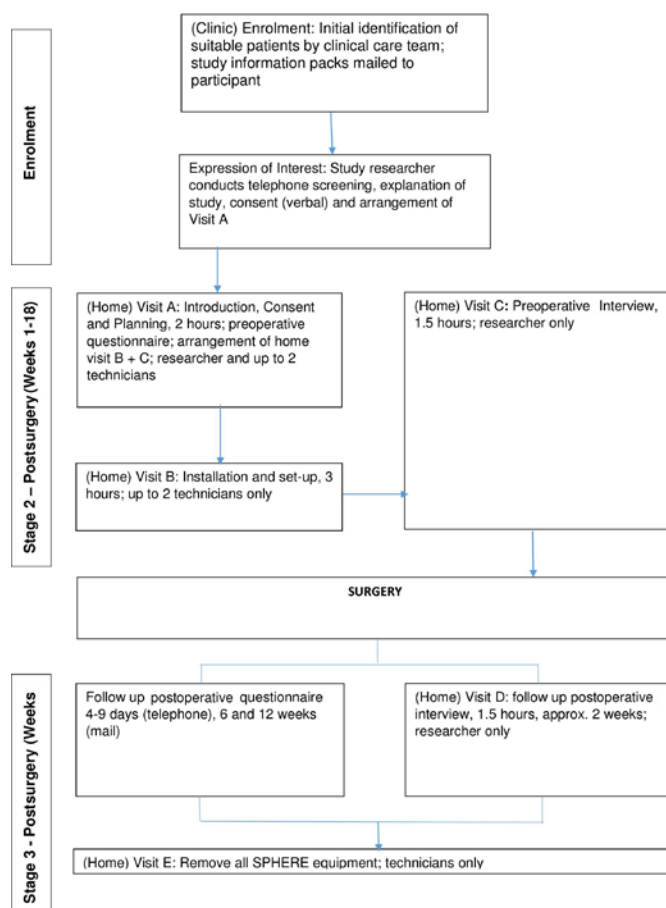 (Clinic) Enrolment: Initial identification of
suitable patients by clinical care team;
study information packs mailed to
participant
Enrolment
Expression of Interest: Study researcher
conducts telephone screening, explanation of
study, consent (verbal) and arrangement of
Visit A
Stage 2 – Postsurgery (Weeks 1-18)
(Home) Visit A: Introduction, Consent
and Planning, 2 hours; preoperative
questionnaire; arrangement of home
visit B + C; researcher and up to 2
technicians
(Home) Visit C: Preoperative Interview,
1.5 hours; researcher only
(Home) Visit B: Installation and set-up, 3
hours; up to 2 technicians only
SURGERY
Stage 3 - Postsurgery (Weeks
Follow up postoperative questionnaire
4-9 days (telephone), 6 and 12 weeks
(mail)
(Home) Visit D: follow up postoperative
interview, 1.5 hours, approx. 2 weeks;
researcher only
(Home) Visit E: Remove all SPHERE equipment; technicians only